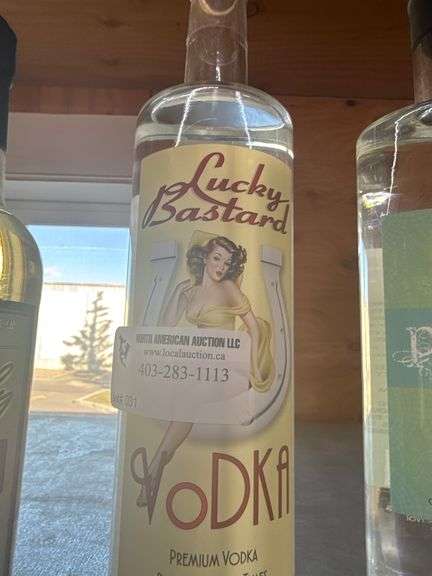 Lucky
Bastard
NORTH AMERICAN AUCTION LLC
www.localauction.ca
403-283-1113
VODKA
PREMIUM VODKA